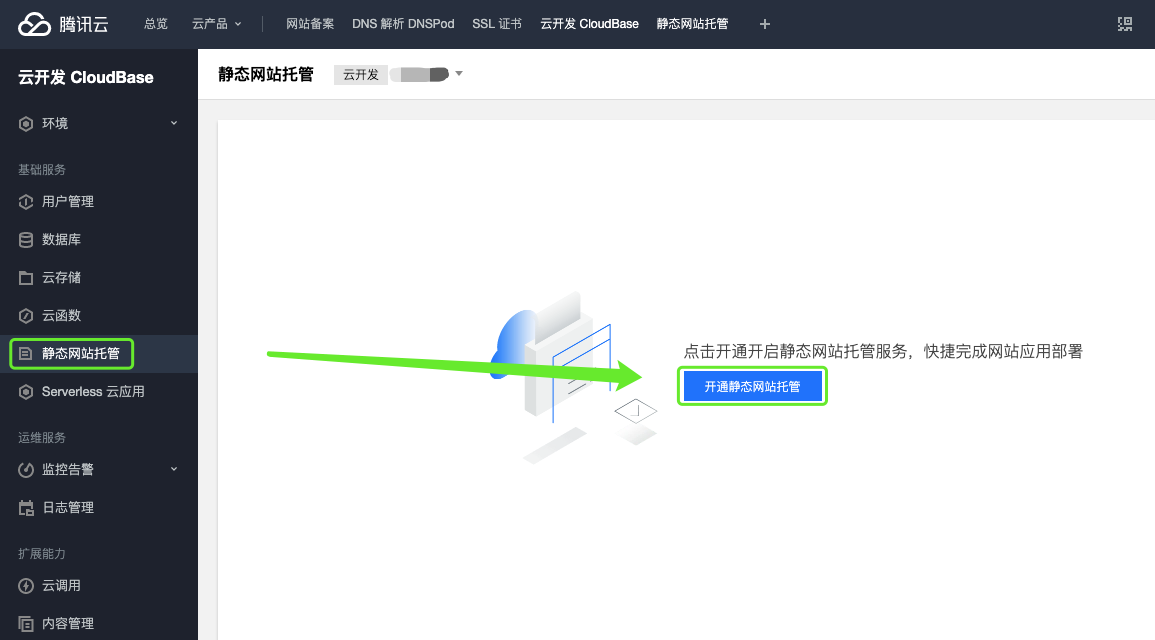 腾讯云 总览 云产品 网站备案 DNS 解析 DNSPod SSL 证书 云开发 CloudBase 静态网站托管 +
云开发 CloudBase
环境
基础服务
用户管理
数据库
云存储
云函数
静态网站托管
Serverless 云应用
运维服务
监控告警
日志管理
扩展能力
云调用
内容管理
静态网站托管 云开发
点击开通开启静态网站托管服务，快捷完成网站应用部署
开通静态网站托管